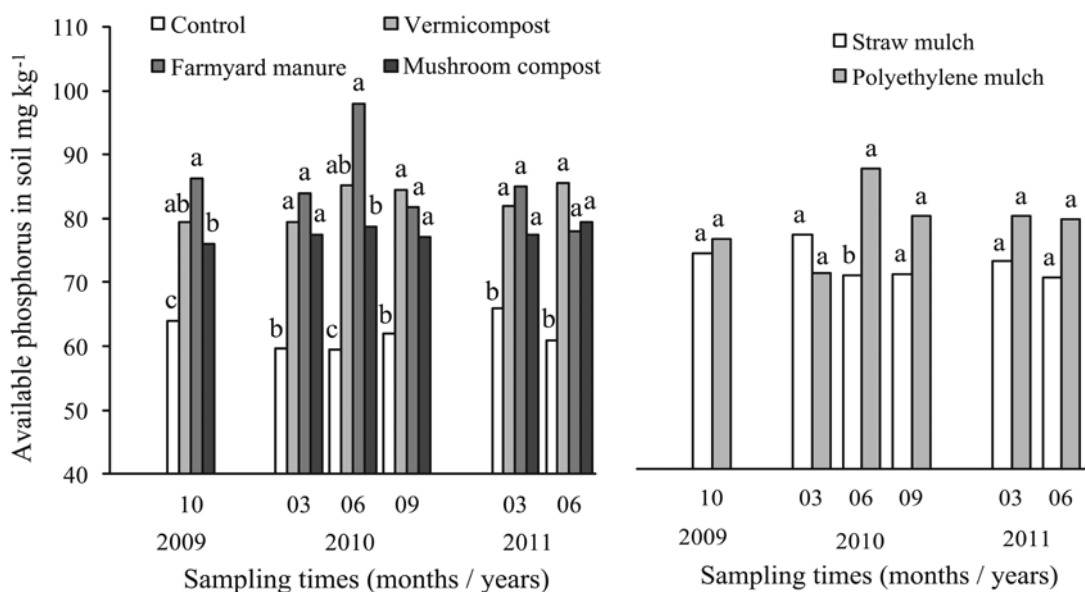 Available phosphorus in soil mg kg-1
110
100
90
80
70
60
50
40
Control
Vermicompost
Farmyard manure
Mushroom compost
c ab a b
b a a a
c ab a b
b a a a
b a a a
b a a a
10 03 06 09 03 06
2009 2010 2011
Sampling times (months / years)
Straw mulch
Polyethylene mulch
a a
a a
b a
a a
a a
a a
10 03 06 09 03 06
2009 2010 2011
Sampling times (months / years)